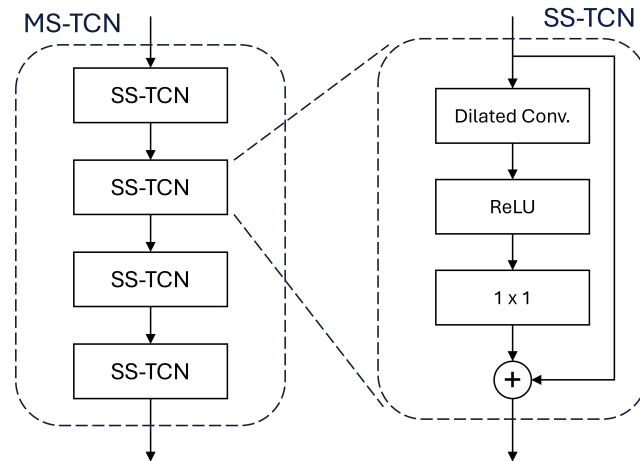 MS-TCN
SS-TCN
SS-TCN
SS-TCN
SS-TCN
SS-TCN
Dilated Conv.
ReLU
1 x 1
+